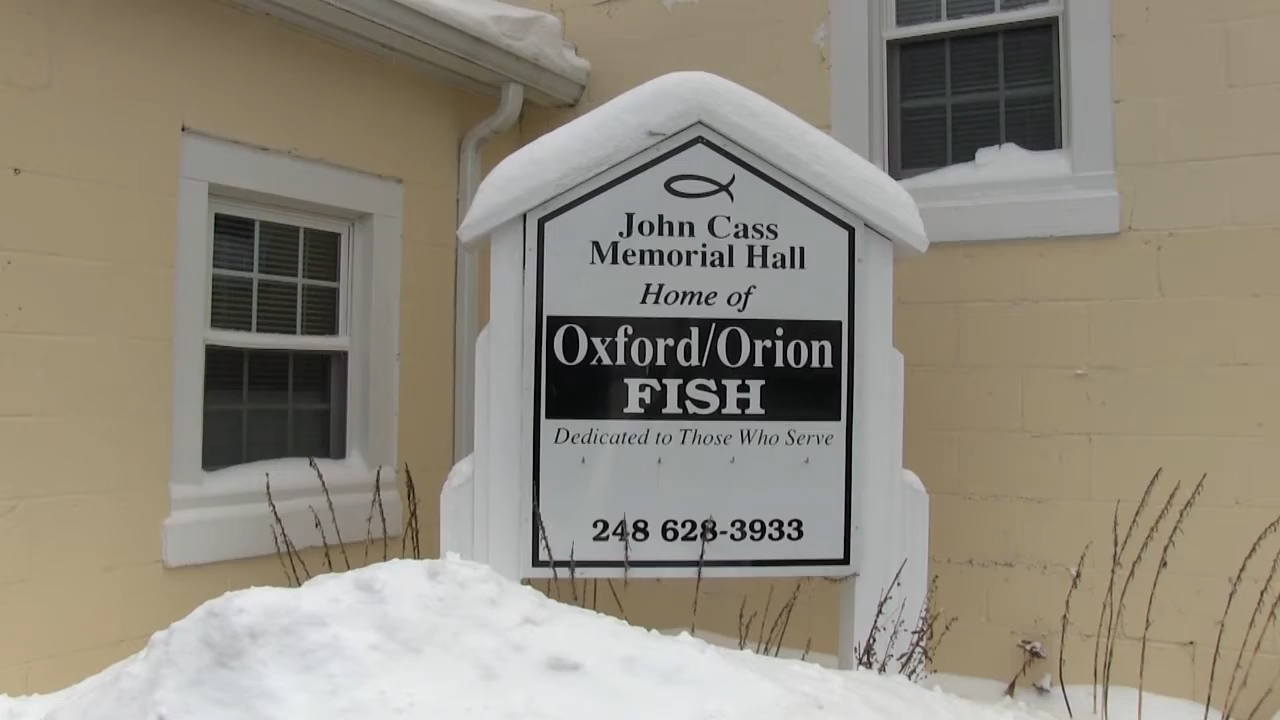 John Cass
Memorial Hall
Home of
Oxford/Orion
FISH
Dedicated to Those Who Serve
248 628-3933